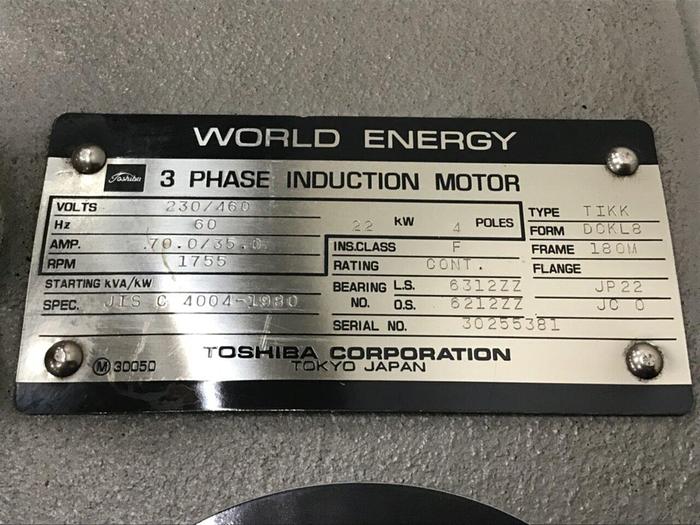 WORLD ENERGY
Toshiba 3 PHASE INDUCTION MOTOR
VOLTS 230/460
Hz 60 22 kW 4 POLES
AMP. 70.0/35.0
RPM 1755
STARTING kVA/kW
SPEC. JIS C 4004-1980
INS.CLASS F
RATING CONT.
BEARING NO. L.S. 6312ZZ
O.S. 6212ZZ
SERIAL NO. 30255381
TYPE TIKK
FORM DCKL8
FRAME 180M
FLANGE
JP22
JC 0
M 30050
TOSHIBA CORPORATION
TOKYO JAPAN